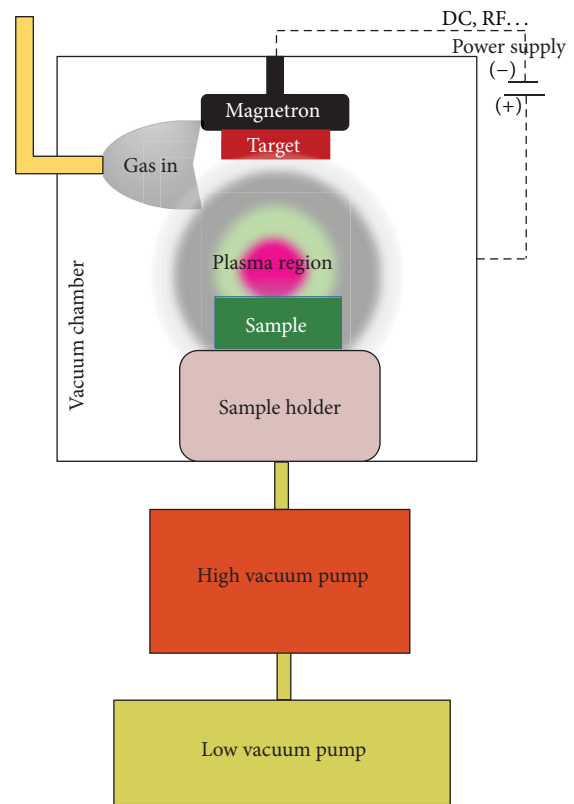 DC, RF...
Power supply
(−)
(+)
Magnetron
Target
Gas in
Plasma region
Sample
Vacuum chamber
Sample holder
High vacuum pump
Low vacuum pump